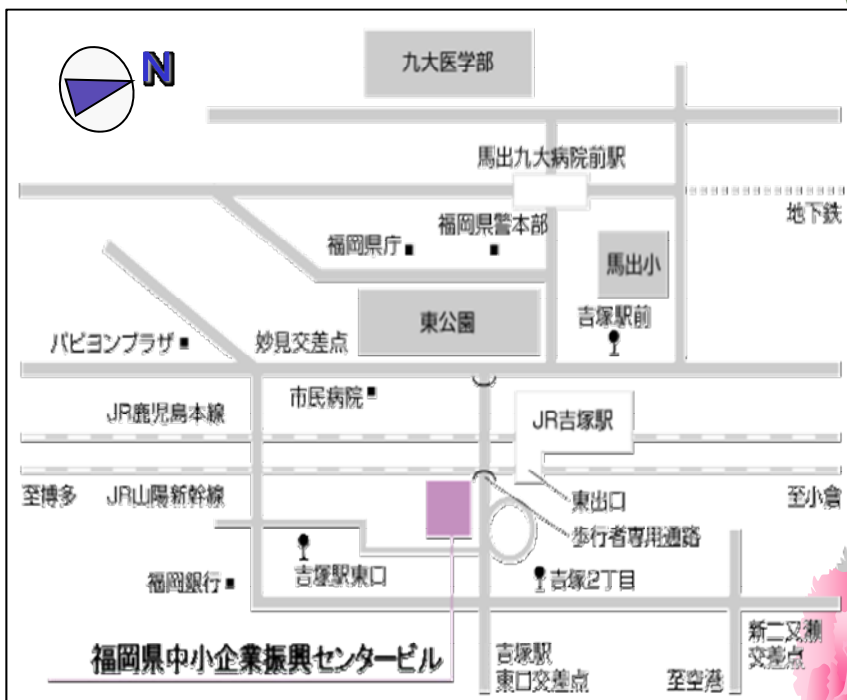 N
九大医学部
馬出九大病院前駅
地下鉄
福岡県警本部
福岡県庁
馬出小
東公園
吉塚駅前
パピヨンプラザ
妙見交差点
市民病院
JR鹿児島本線
JR吉塚駅
至博多
JR山陽新幹線
東出口
至小倉
歩行者専用通路
吉塚駅東口
福岡銀行
吉塚2丁目
福岡県中小企業振興センタービル
吉塚駅
東口交差点
至空港
新二又瀬
交差点